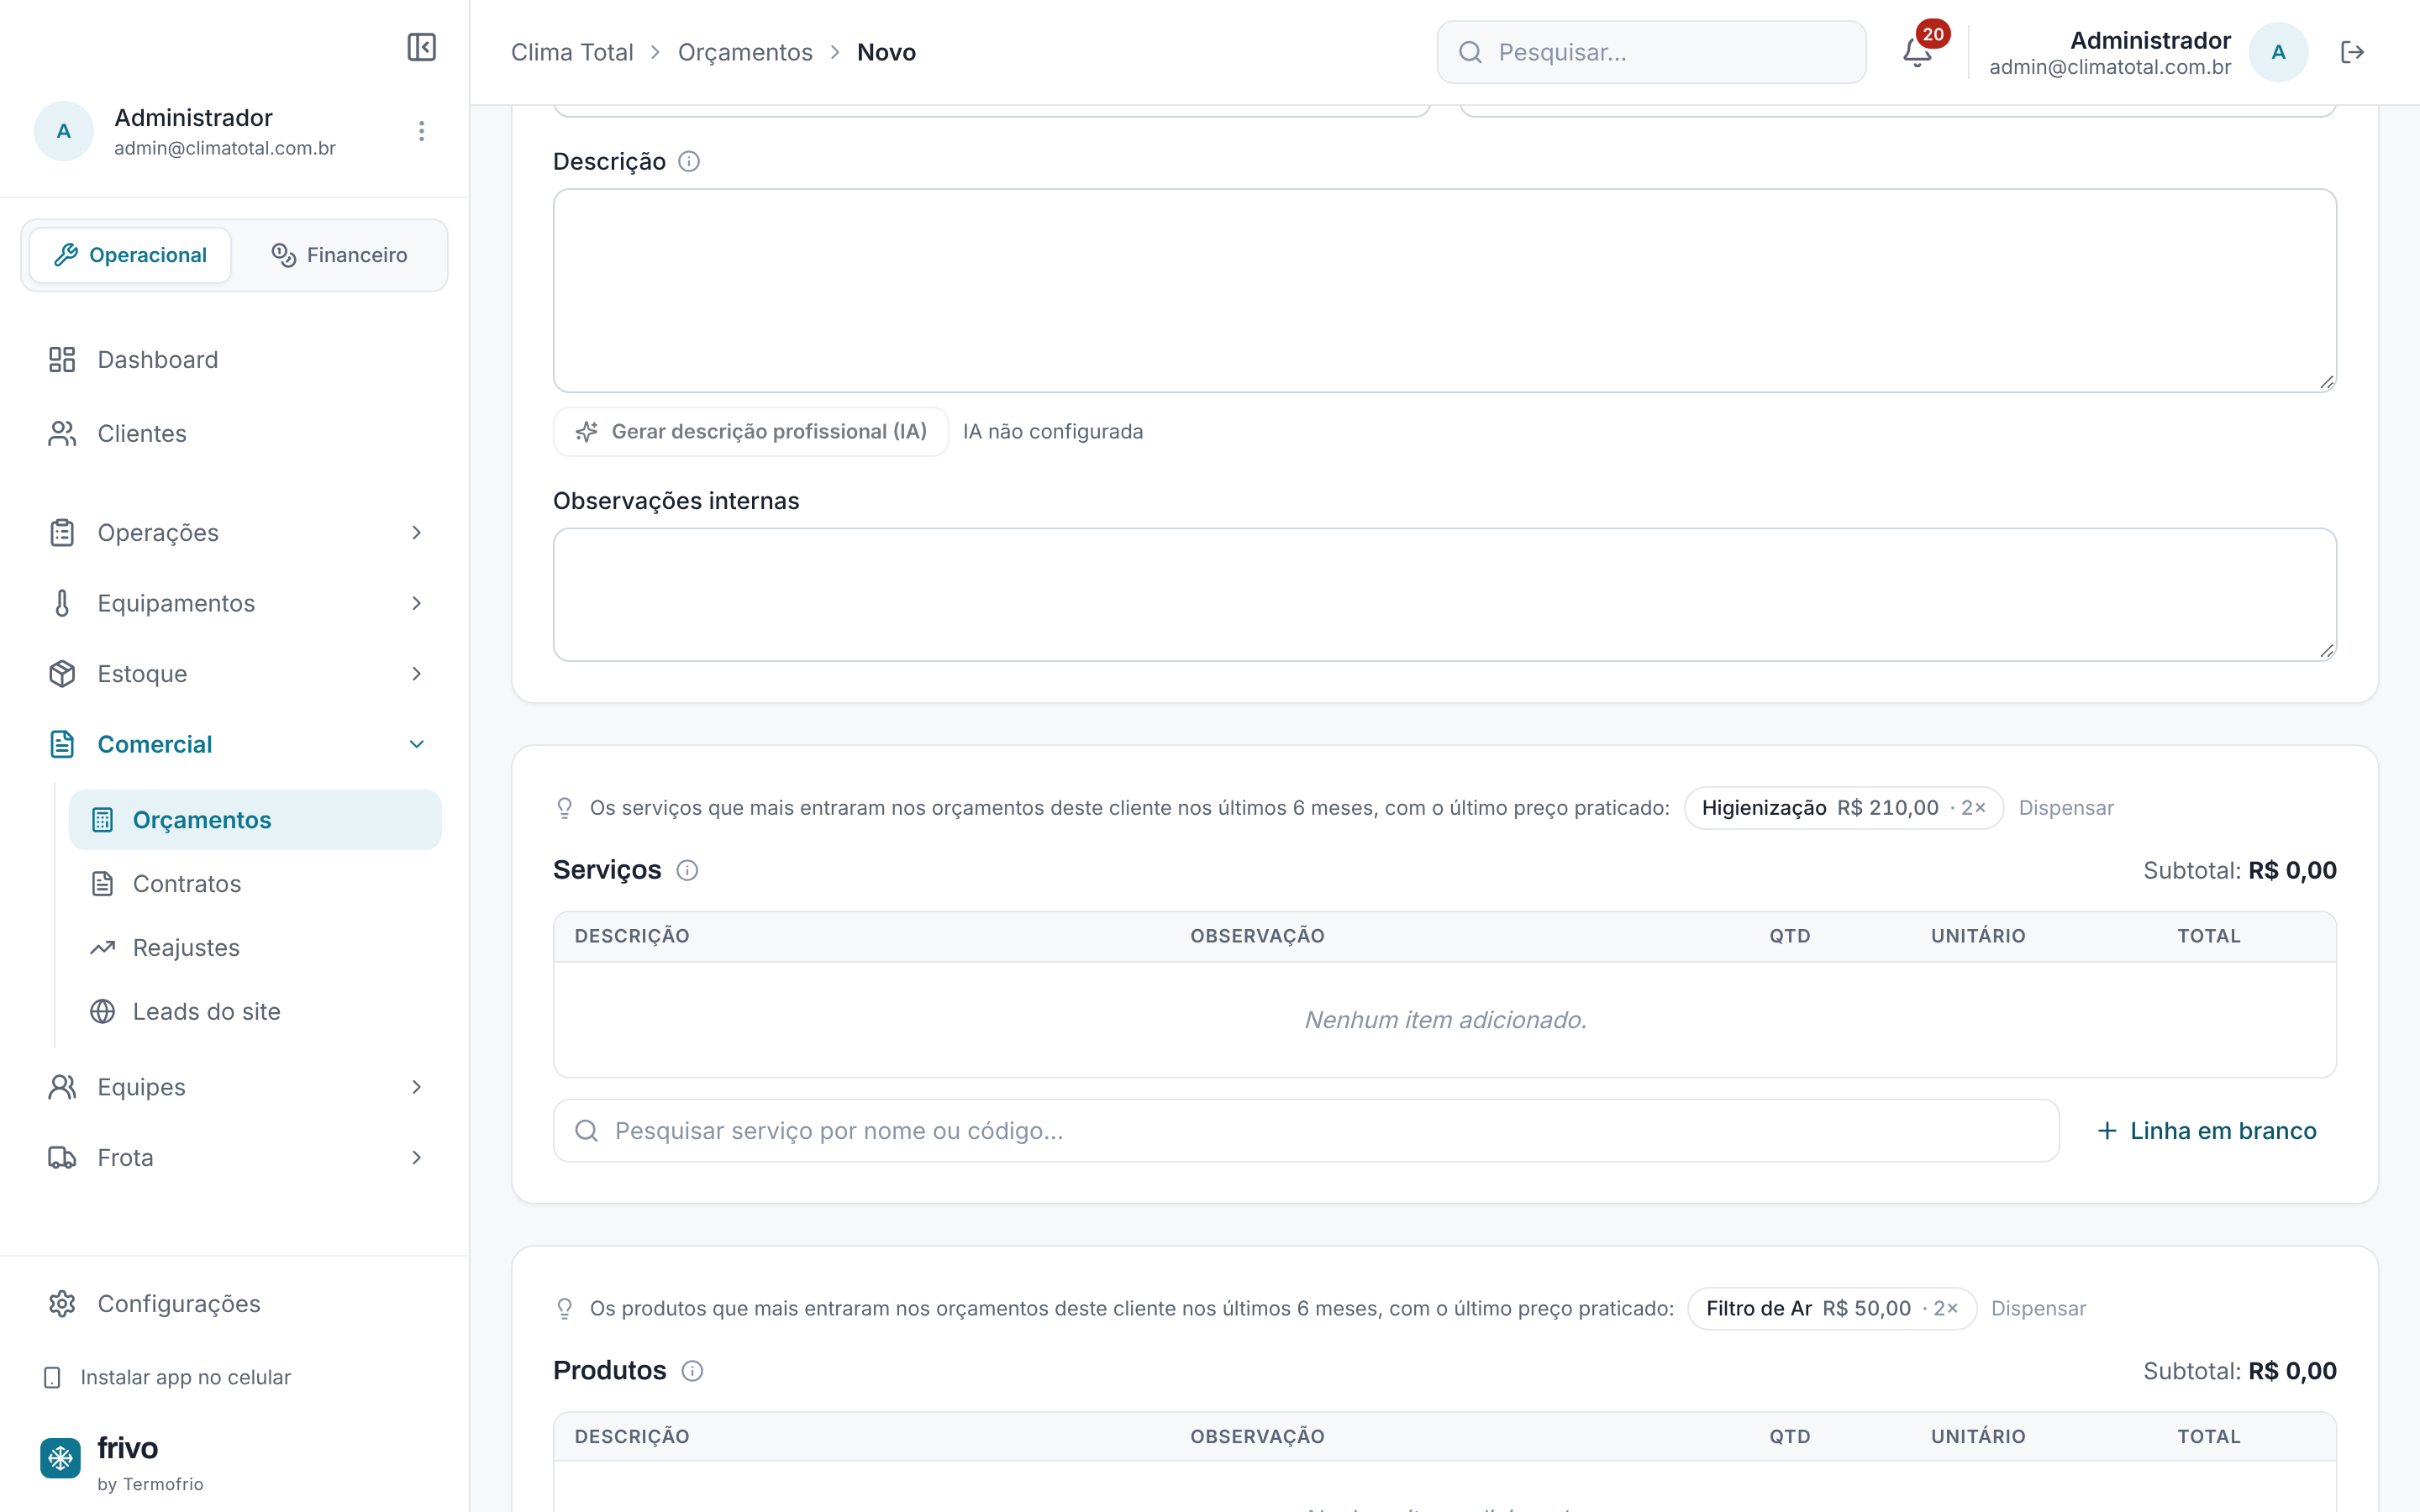 Clima Total > Orçamentos > Novo
Pesquisar...
20
Administrador
admin@climatotal.com.br
A
A
Administrador
admin@climatotal.com.br
Operacional
Financeiro
Dashboard
Clientes
Operações
Equipamentos
Estoque
Comercial
Orçamentos
Contratos
Reajustes
Leads do site
Equipes
Frota
Configurações
Instalar app no celular
frivo
by Termofrio
Descrição
Gerar descrição profissional (IA) IA não configurada
Observações internas
Os serviços que mais entraram nos orçamentos deste cliente nos últimos 6 meses, com o último preço praticado: Higienização R$ 210,00 · 2× Dispensar
Serviços Subtotal: R$ 0,00
DESCRIÇÃO OBSERVAÇÃO QTD UNITÁRIO TOTAL
Nenhum item adicionado.
Pesquisar serviço por nome ou código... + Linha em branco
Os produtos que mais entraram nos orçamentos deste cliente nos últimos 6 meses, com o último preço praticado: Filtro de Ar R$ 50,00 · 2× Dispensar
Produtos Subtotal: R$ 0,00
DESCRIÇÃO OBSERVAÇÃO QTD UNITÁRIO TOTAL